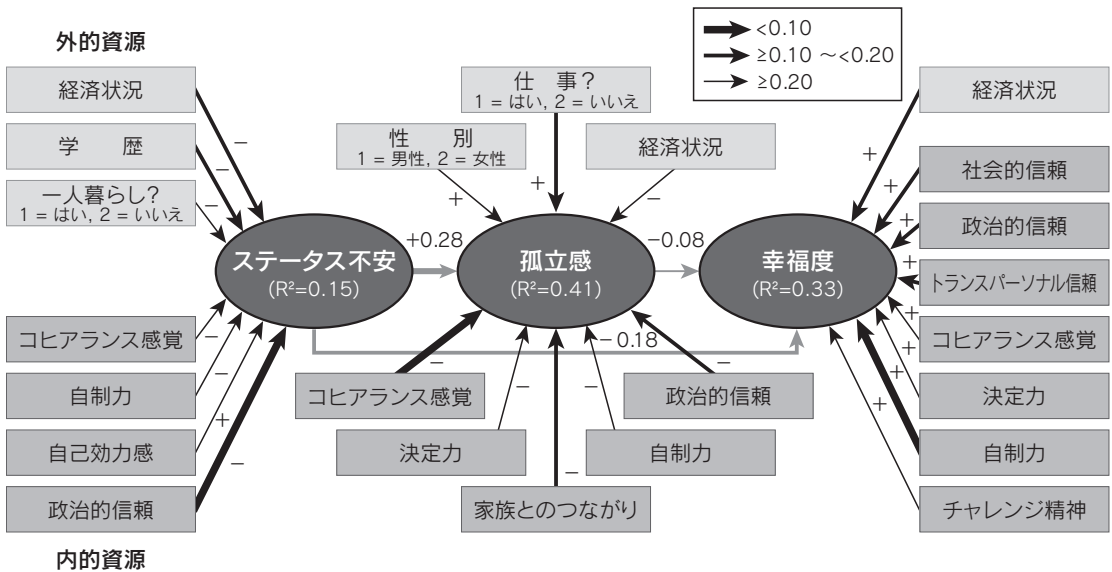 外的資源
経済状況
学　　歴
一人暮らし?
1 = はい, 2 = いいえ
性　　別
1 = 男性, 2 = 女性
仕　事?
1 = はい, 2 = いいえ
経済状況
<0.10
≥0.10 ～<0.20
≥0.20
経済状況
社会的信頼
政治的信頼
トランスパーソナル信頼
コヒアランス感覚
決定力
自制力
チャレンジ精神
−
−
−
+
+
−
+
+
+
+
+
+
+
+
ステータス不安
(R²=0.15)
+0.28
孤立感
(R²=0.41)
−0.08
幸福度
(R²=0.33)
−0.18
コヒアランス感覚
自制力
自己効力感
政治的信頼
−
−
+
−
コヒアランス感覚
決定力
家族とのつながり
自制力
政治的信頼
−
−
−
−
−
内的資源